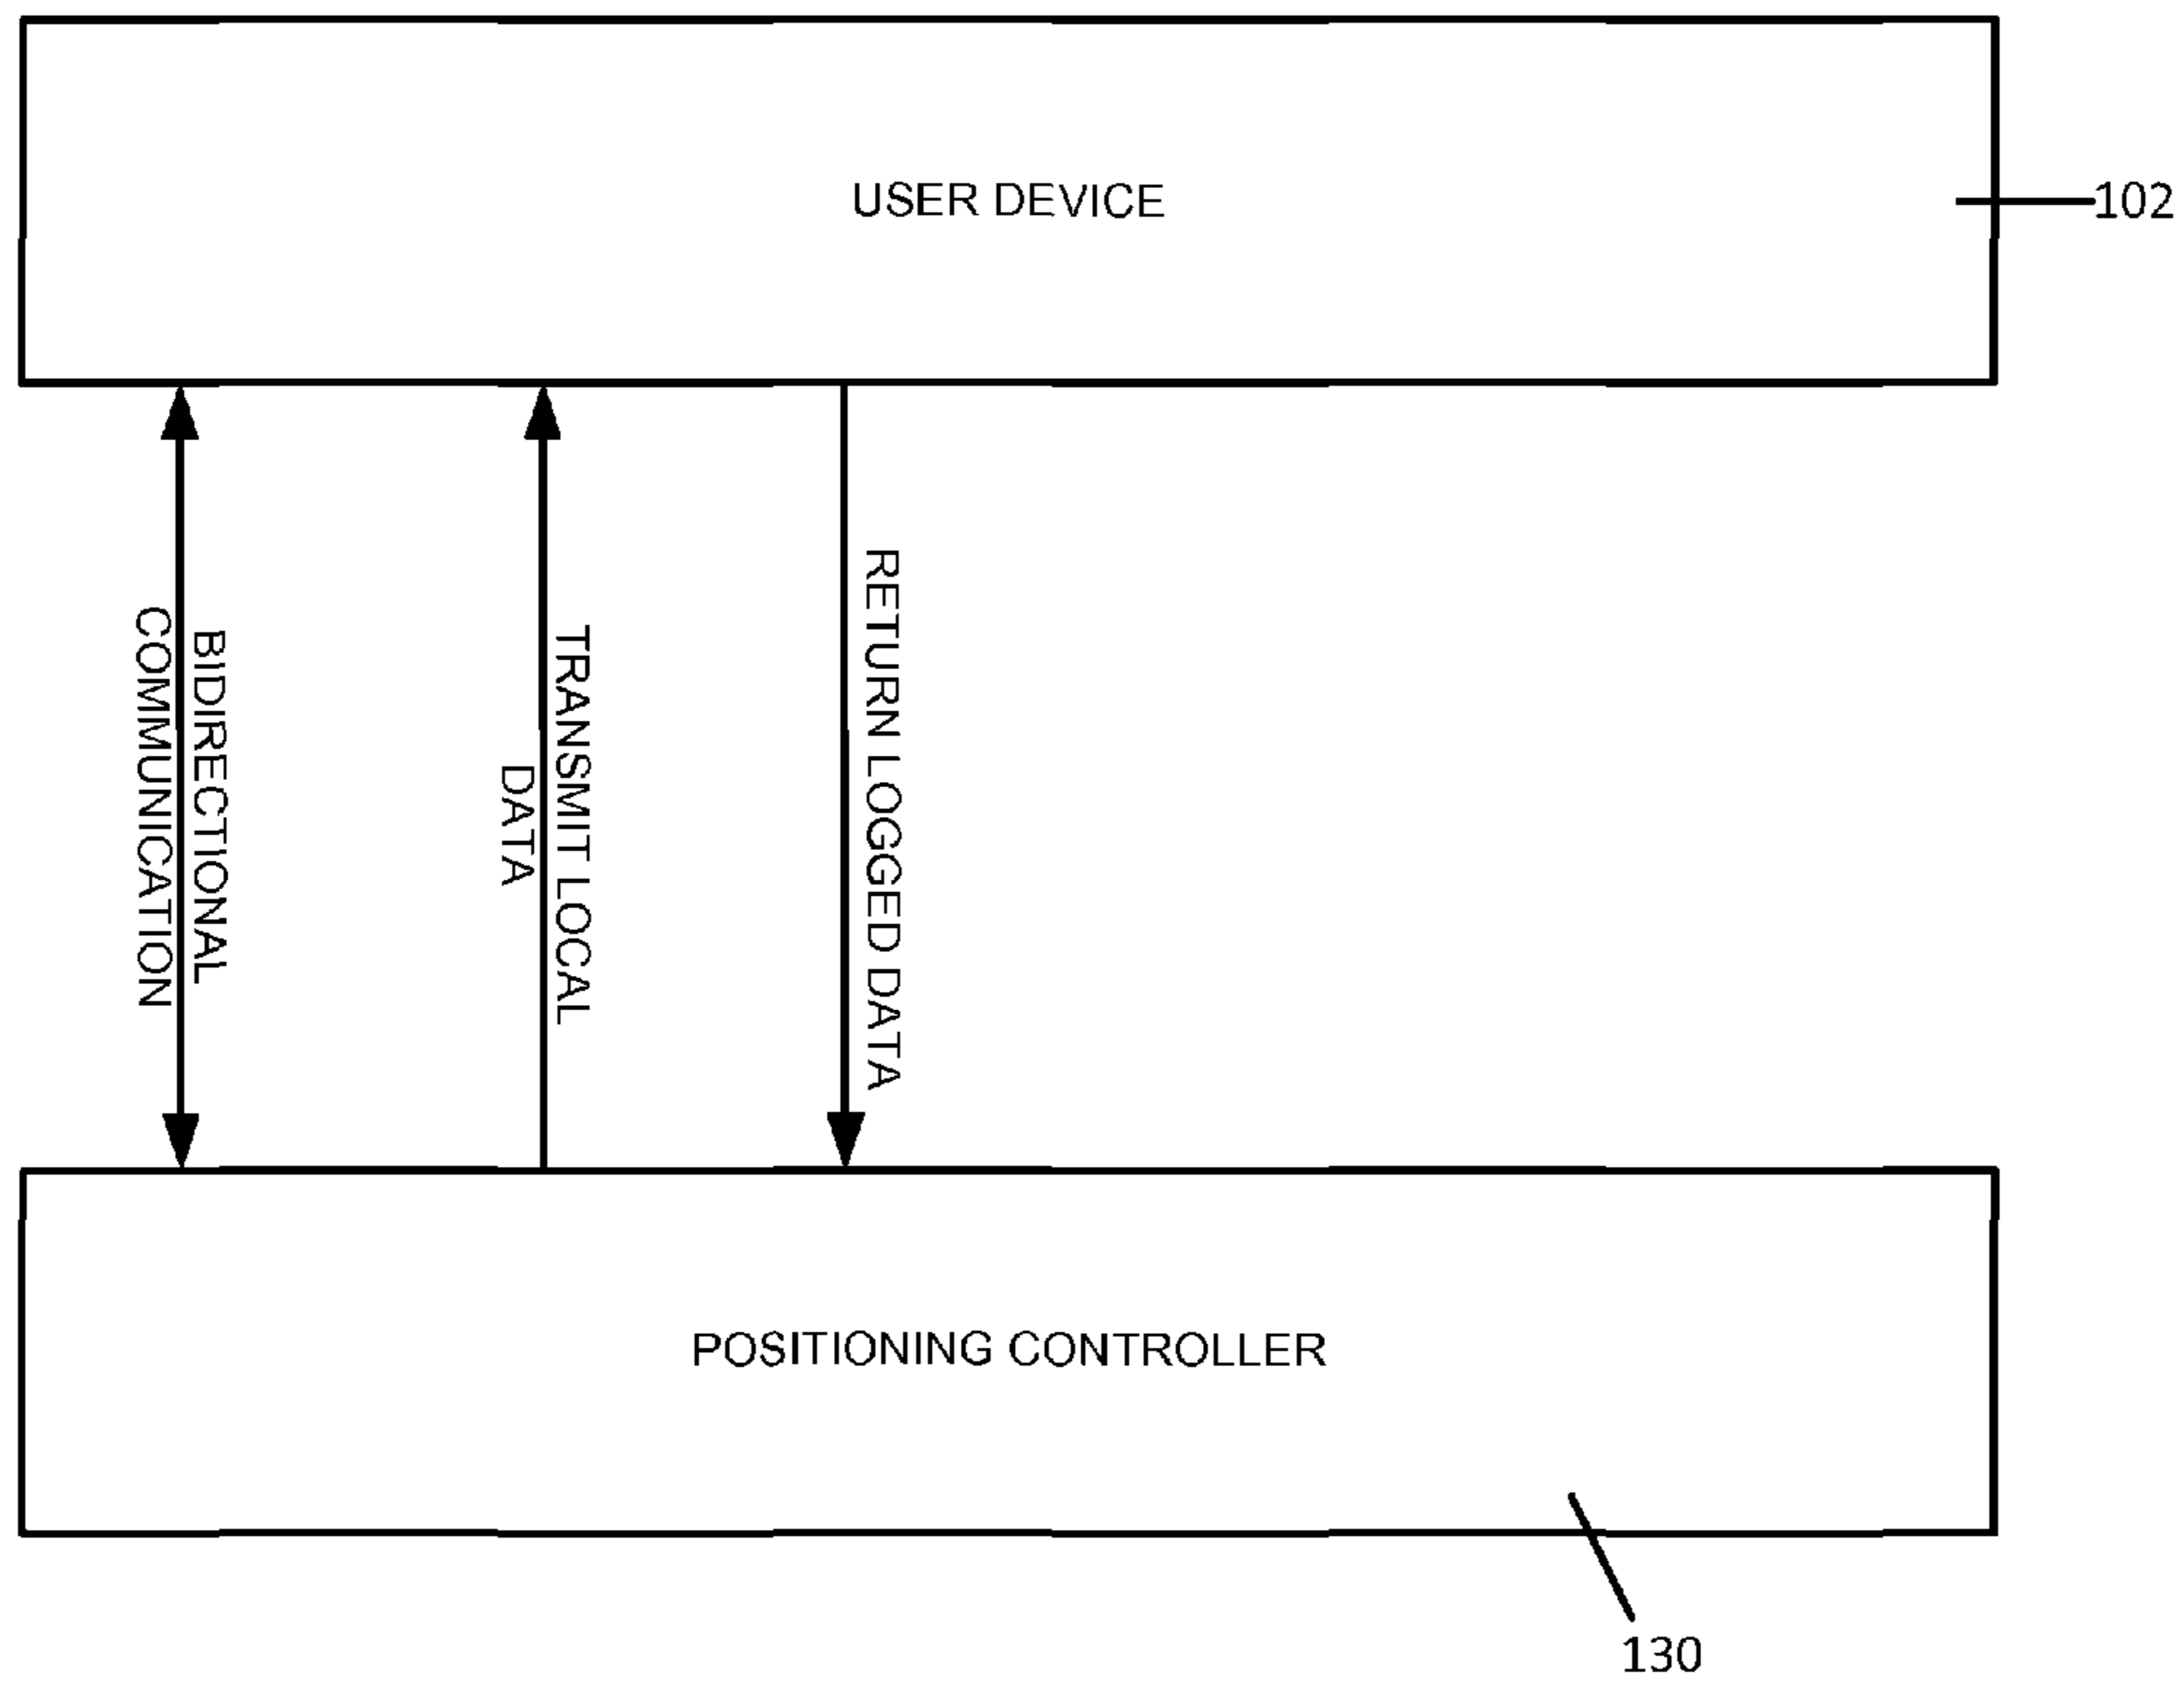 USER DEVICE
102
BIDIRECTIONAL
COMMUNICATION
TRANSMIT LOCAL
DATA
RETURN LOGGED DATA
POSITIONING CONTROLLER
130